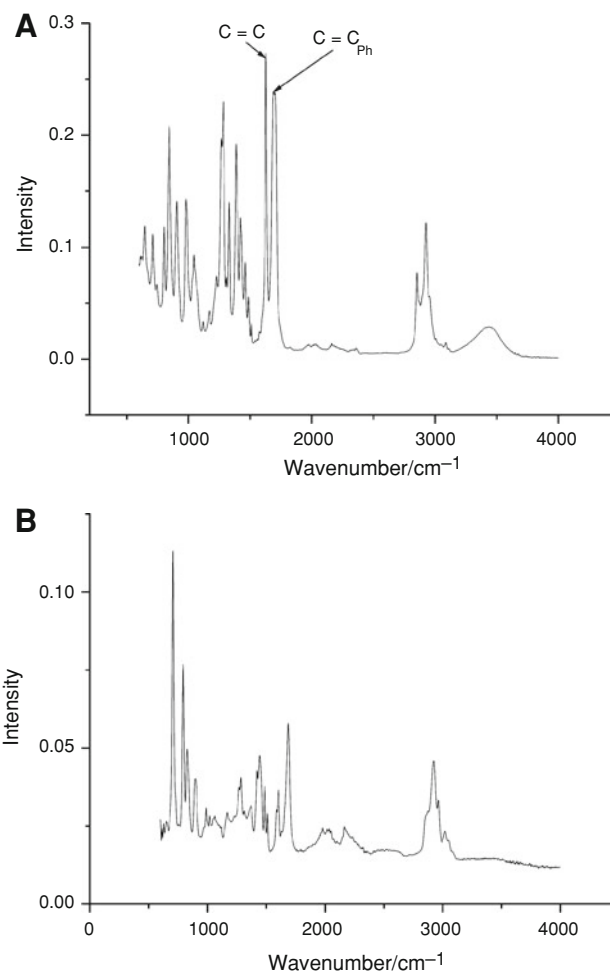 A
0.3
C = C
C = C_Ph
0.2
Intensity
0.1
0.0
1000 2000 3000 4000
Wavenumber/cm⁻¹
B
0.10
Intensity
0.05
0.00
0 1000 2000 3000 4000
Wavenumber/cm⁻¹